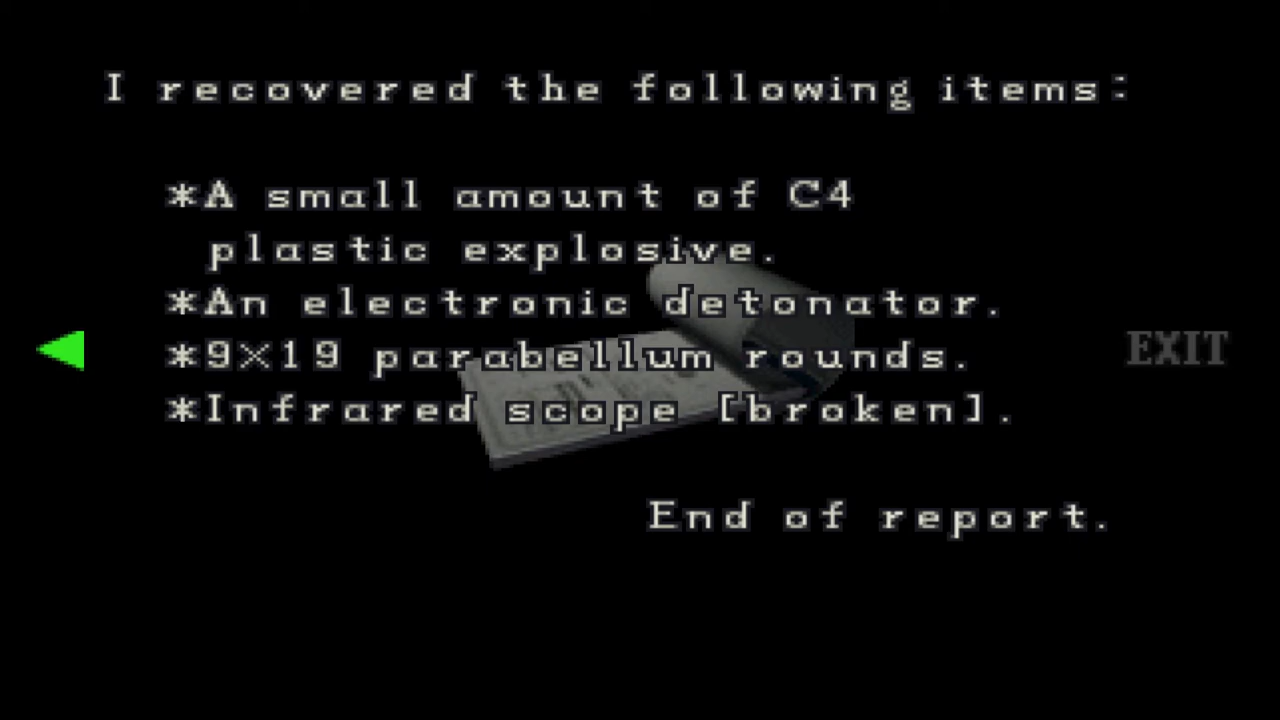 I recovered the following items:
*A small amount of C4
plastic explosive.
*An electronic detonator.
*9×19 parabellum rounds.
EXIT
*Infrared scope [broken].
End of report.